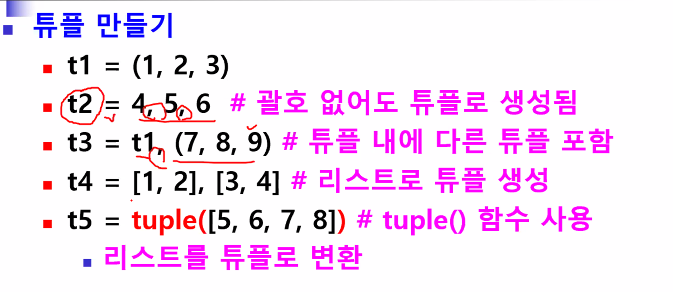 튜플 만들기
t1 = (1, 2, 3)
t2 = 4, 5, 6 # 괄호 없어도 튜플로 생성됨
t3 = t1, (7, 8, 9) # 튜플 내에 다른 튜플 포함
t4 = [1, 2], [3, 4] # 리스트로 튜플 생성
t5 = tuple([5, 6, 7, 8]) # tuple() 함수 사용
리스트를 튜플로 변환